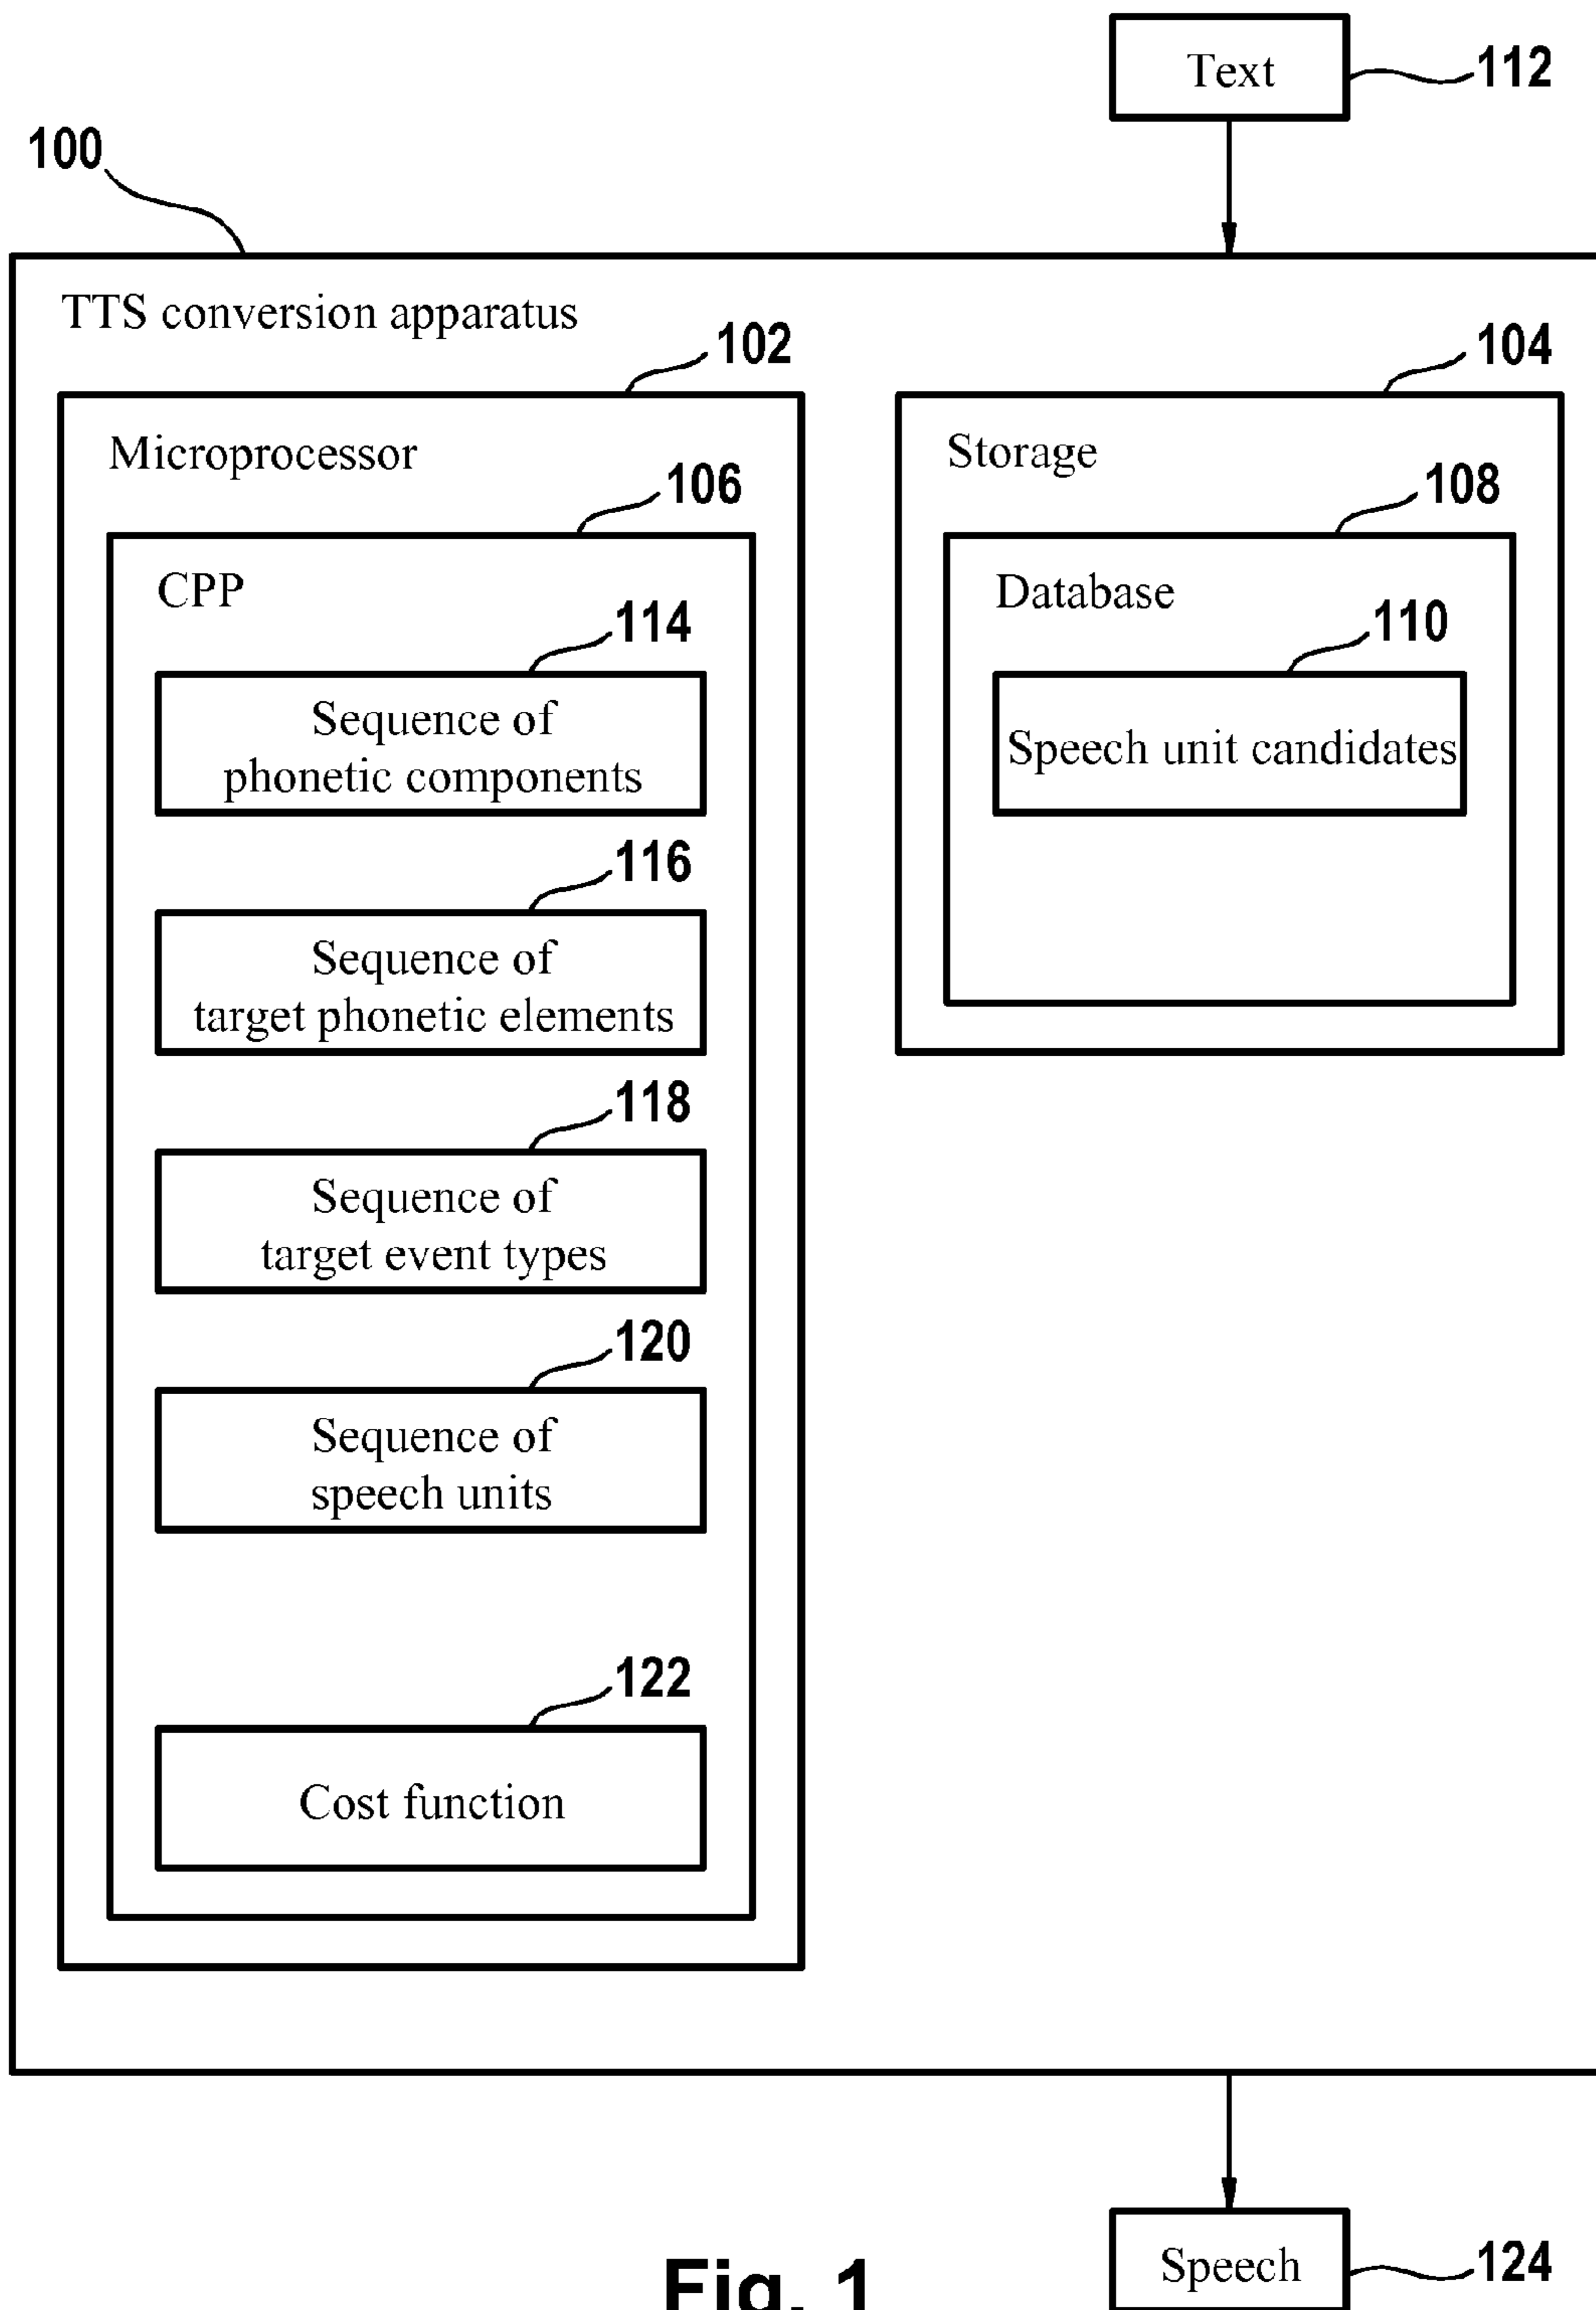 Text
112
100
TTS conversion apparatus
102
104
Microprocessor
Storage
106
108
CPP
Database
114
110
Sequence of
phonetic components
Speech unit candidates
116
Sequence of
target phonetic elements
118
Sequence of
target event types
120
Sequence of
speech units
122
Cost function
Speech
124
Fig. 1